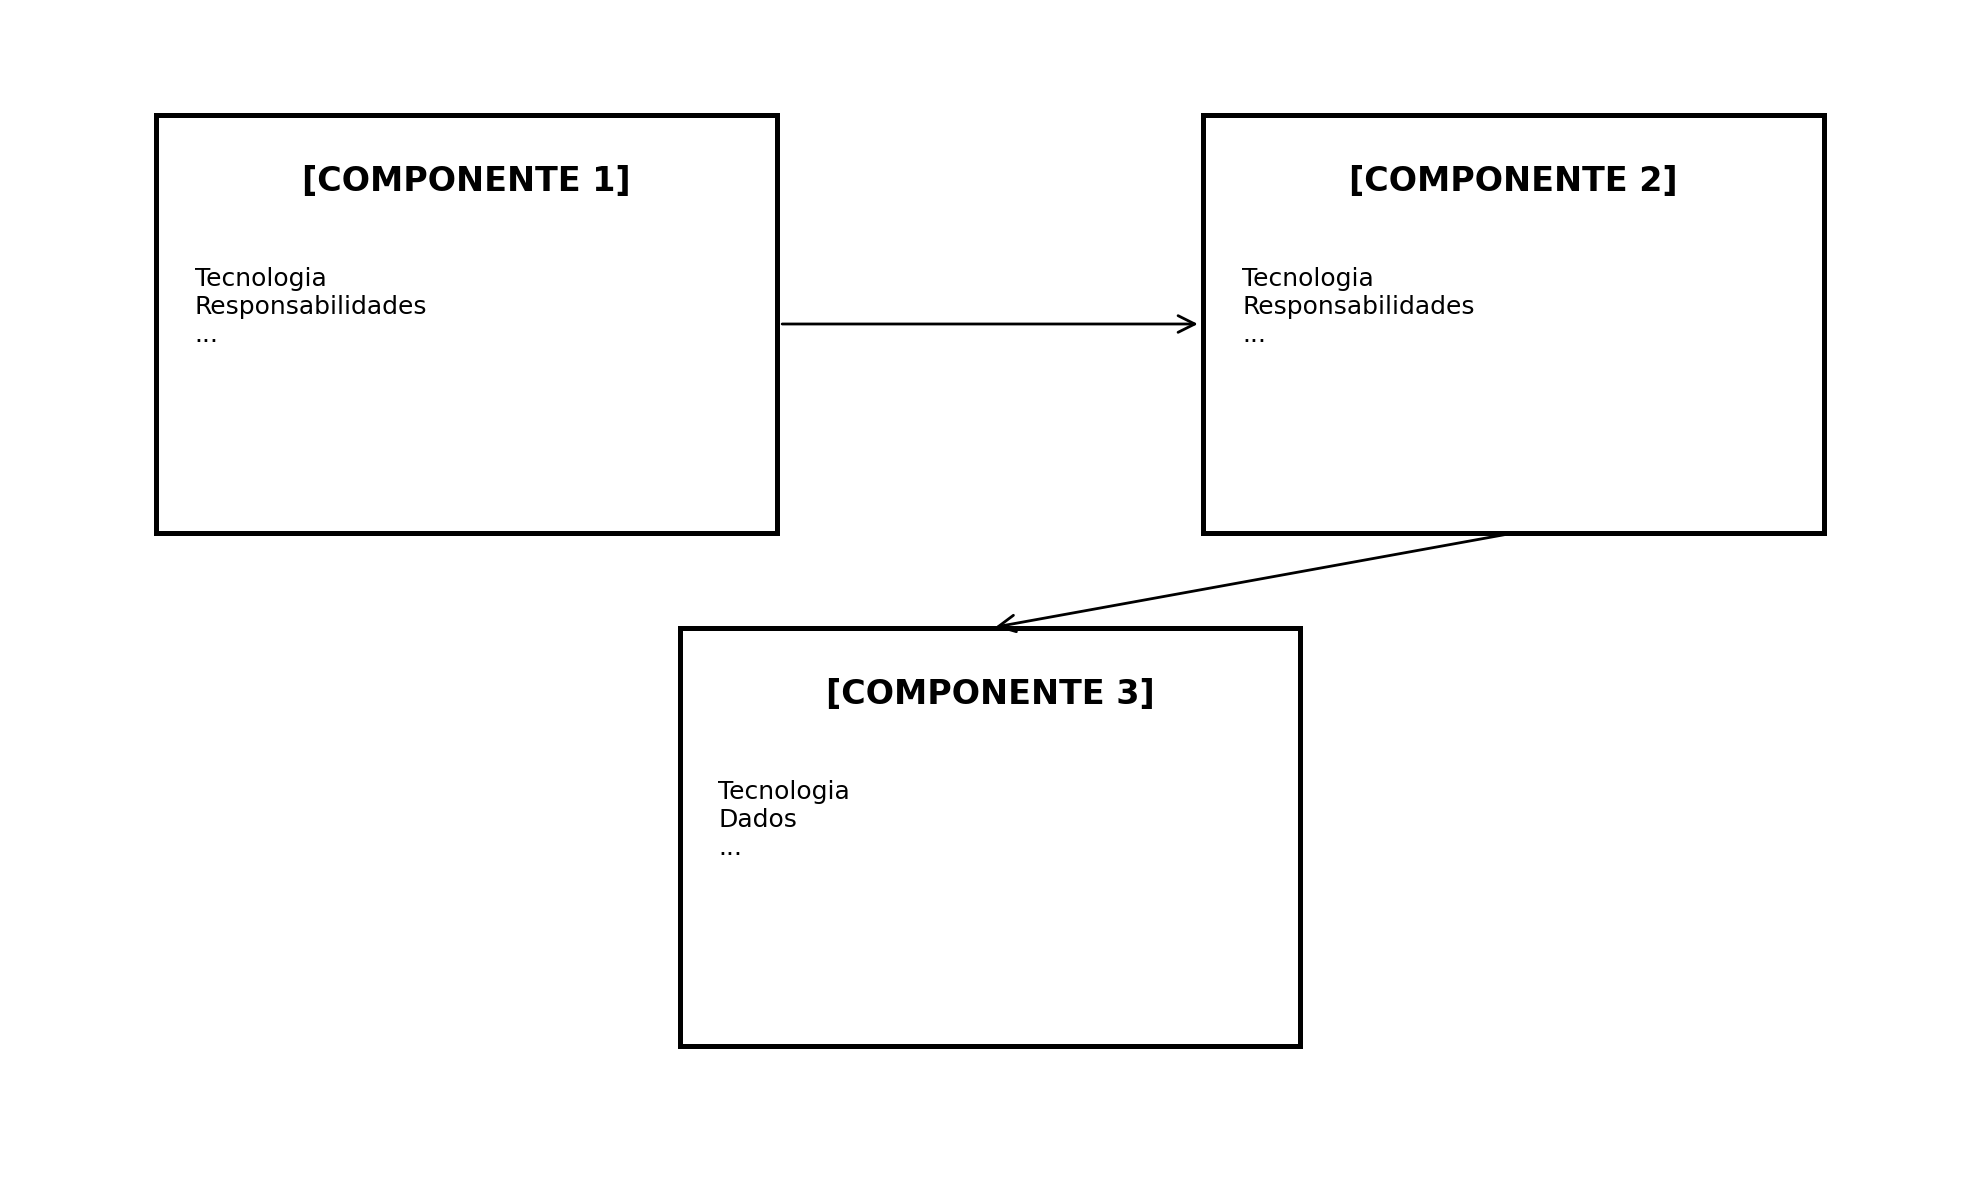 [COMPONENTE 1]
Tecnologia
Responsabilidades
...
[COMPONENTE 2]
Tecnologia
Responsabilidades
...
[COMPONENTE 3]
Tecnologia
Dados
...